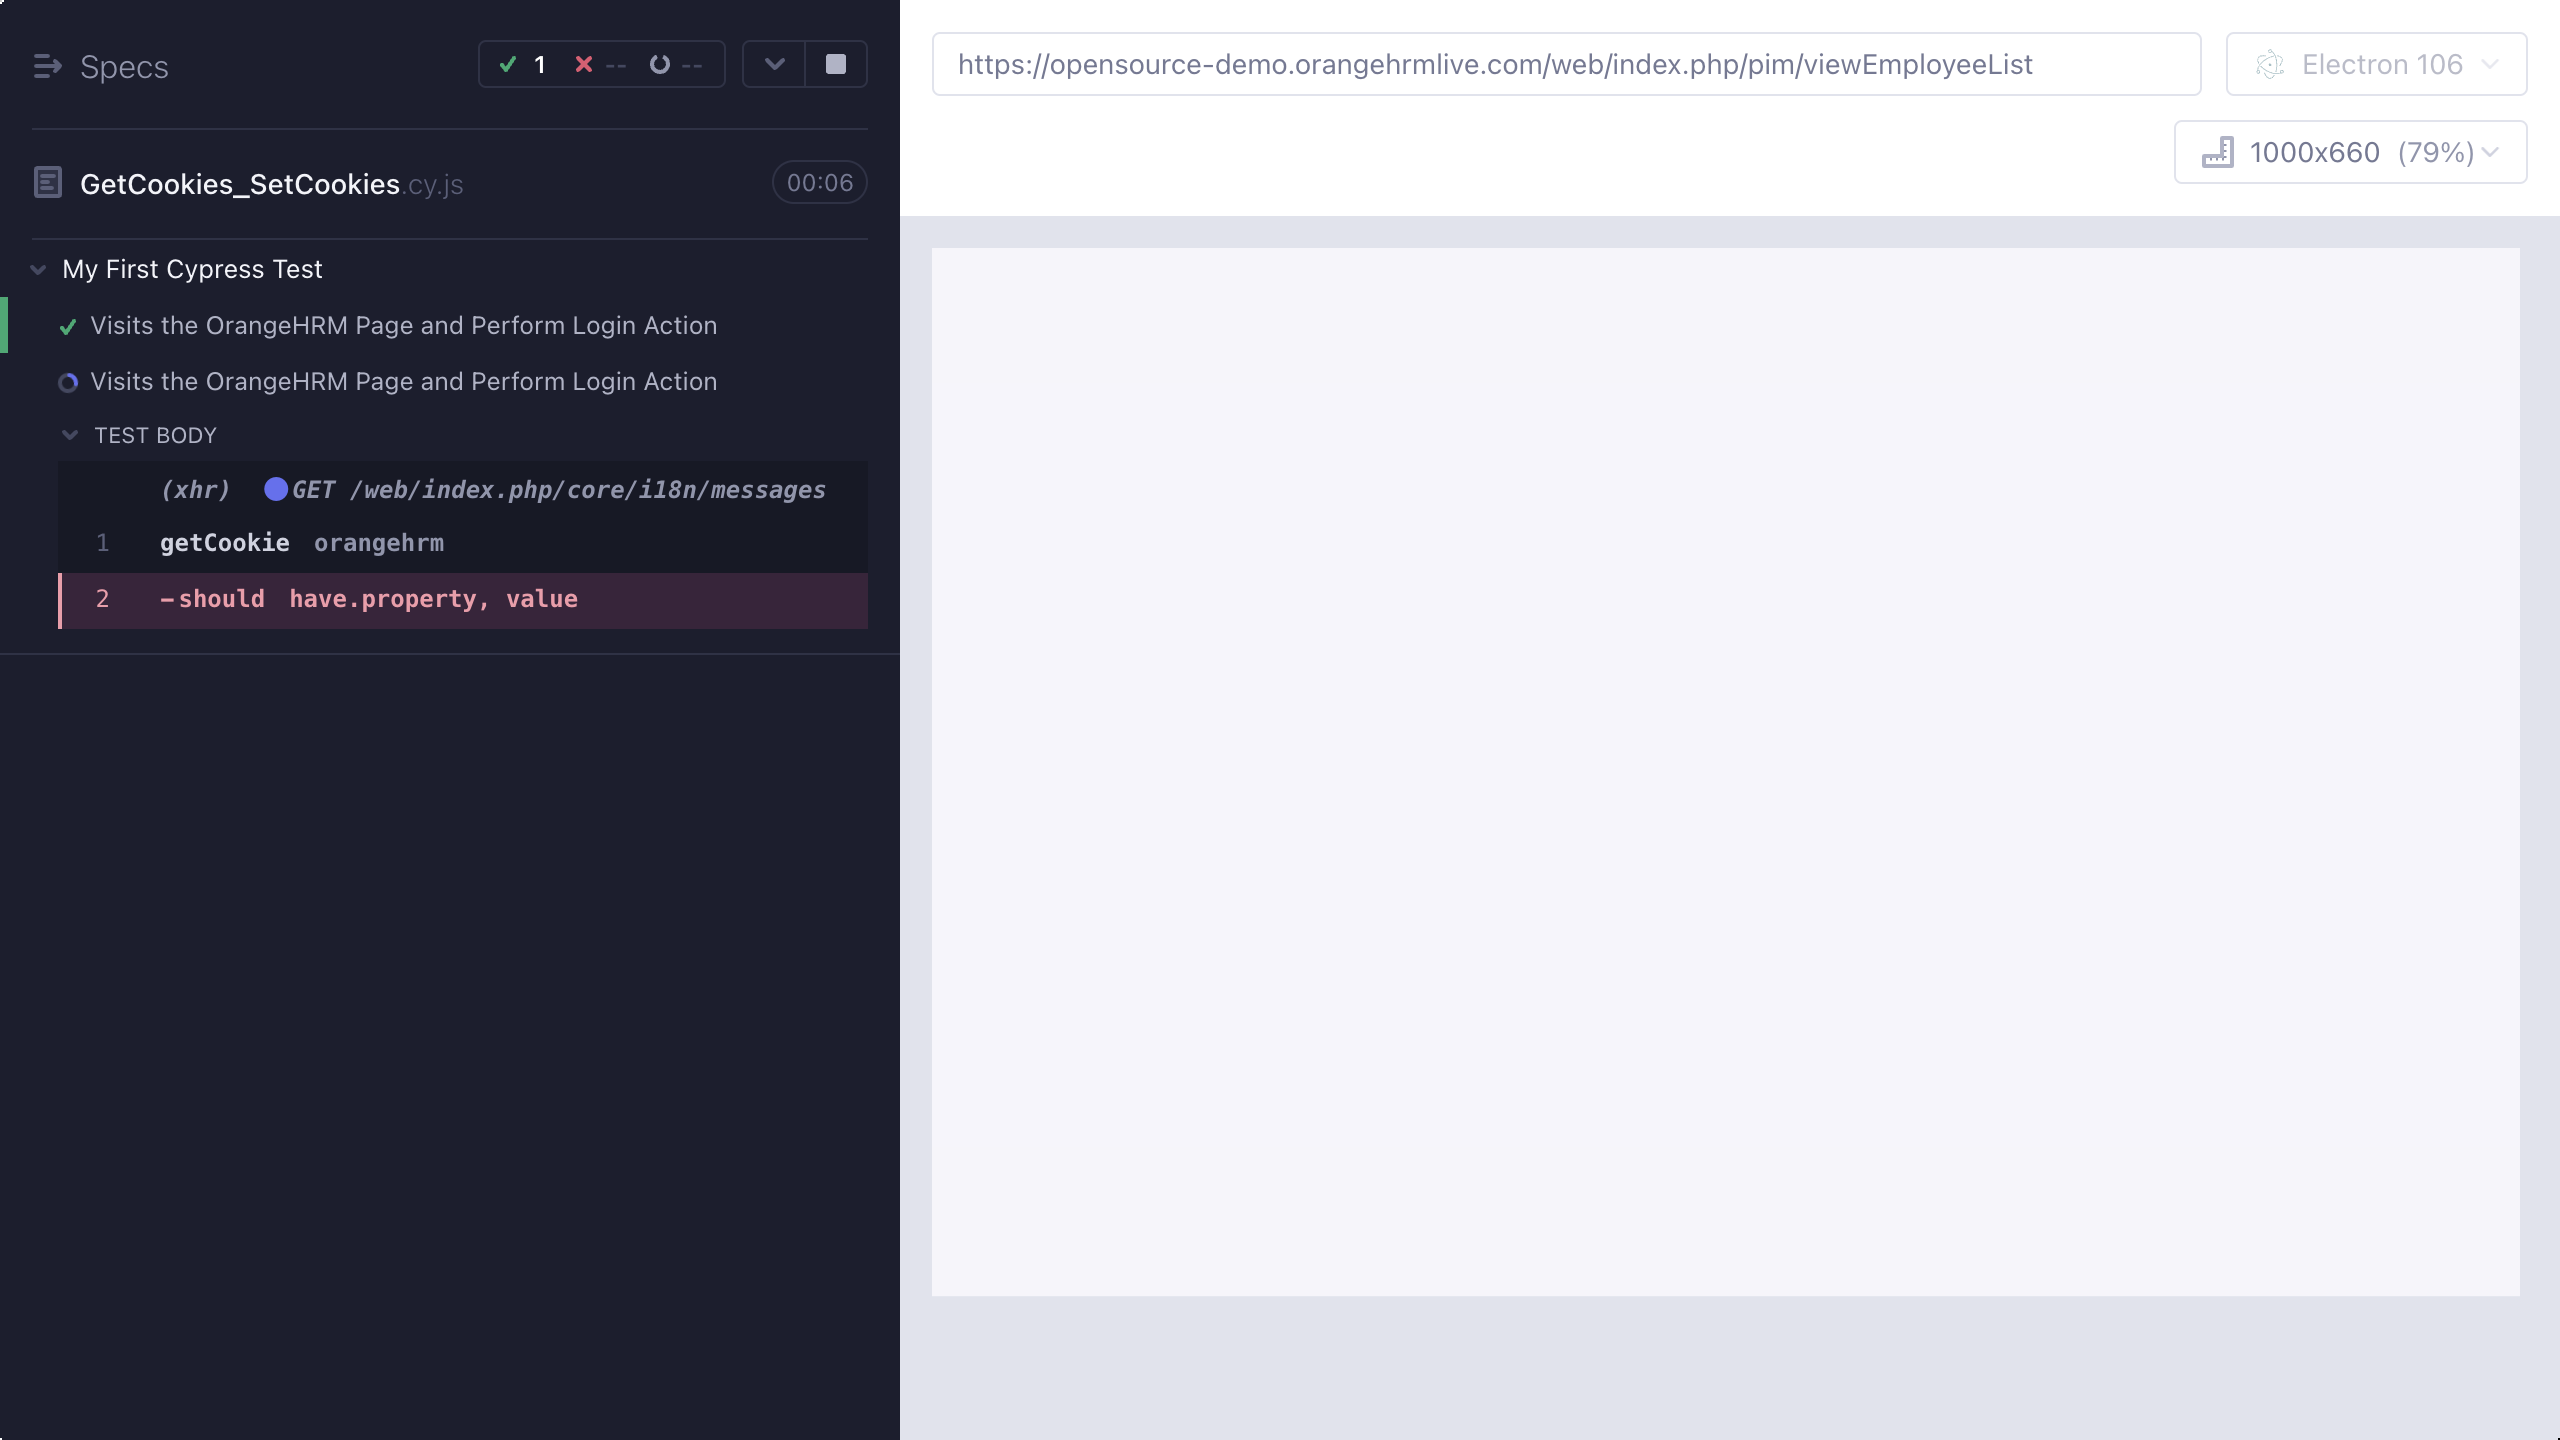 Specs
1 -- --
GetCookies_SetCookies.cy.js
00:06
My First Cypress Test
Visits the OrangeHRM Page and Perform Login Action
Visits the OrangeHRM Page and Perform Login Action
TEST BODY
(xhr) GET /web/index.php/core/i18n/messages
1 getCookie orangehrm
2 -should have.property, value
https://opensource-demo.orangehrmlive.com/web/index.php/pim/viewEmployeeList
Electron 106
1000x660 (79%)